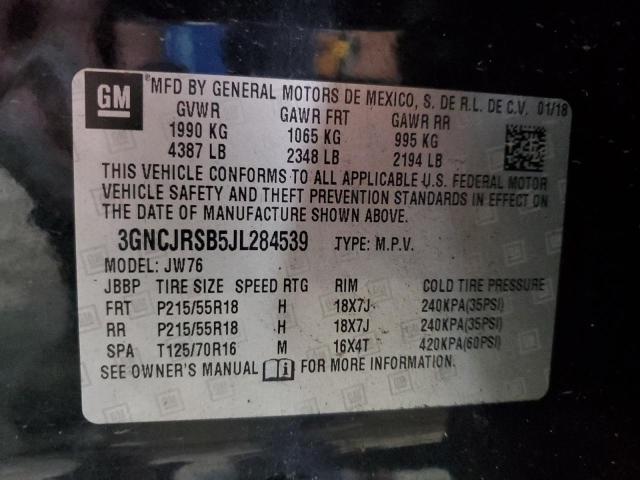 GM
®MFD BY GENERAL MOTORS DE MEXICO, S. DE R.L. DE C.V. 01/18
GVWR GAWR FRT GAWR RR
1990 KG 1065 KG 995 KG
4387 LB 2348 LB 2194 LB
THIS VEHICLE CONFORMS TO ALL APPLICABLE U.S. FEDERAL MOTOR
VEHICLE SAFETY AND THEFT PREVENTION STANDARDS IN EFFECT ON
THE DATE OF MANUFACTURE SHOWN ABOVE.
3GNCJRSB5JL284539 TYPE: M.P.V.
MODEL: JW76
JBBP TIRE SIZE SPEED RTG RIM COLD TIRE PRESSURE
FRT P215/55R18 H 18X7J 240KPA(35PSI)
RR P215/55R18 H 18X7J 240KPA(35PSI)
SPA T125/70R16 M 16X4T 420KPA(60PSI)
SEE OWNER'S MANUAL FOR MORE INFORMATION.